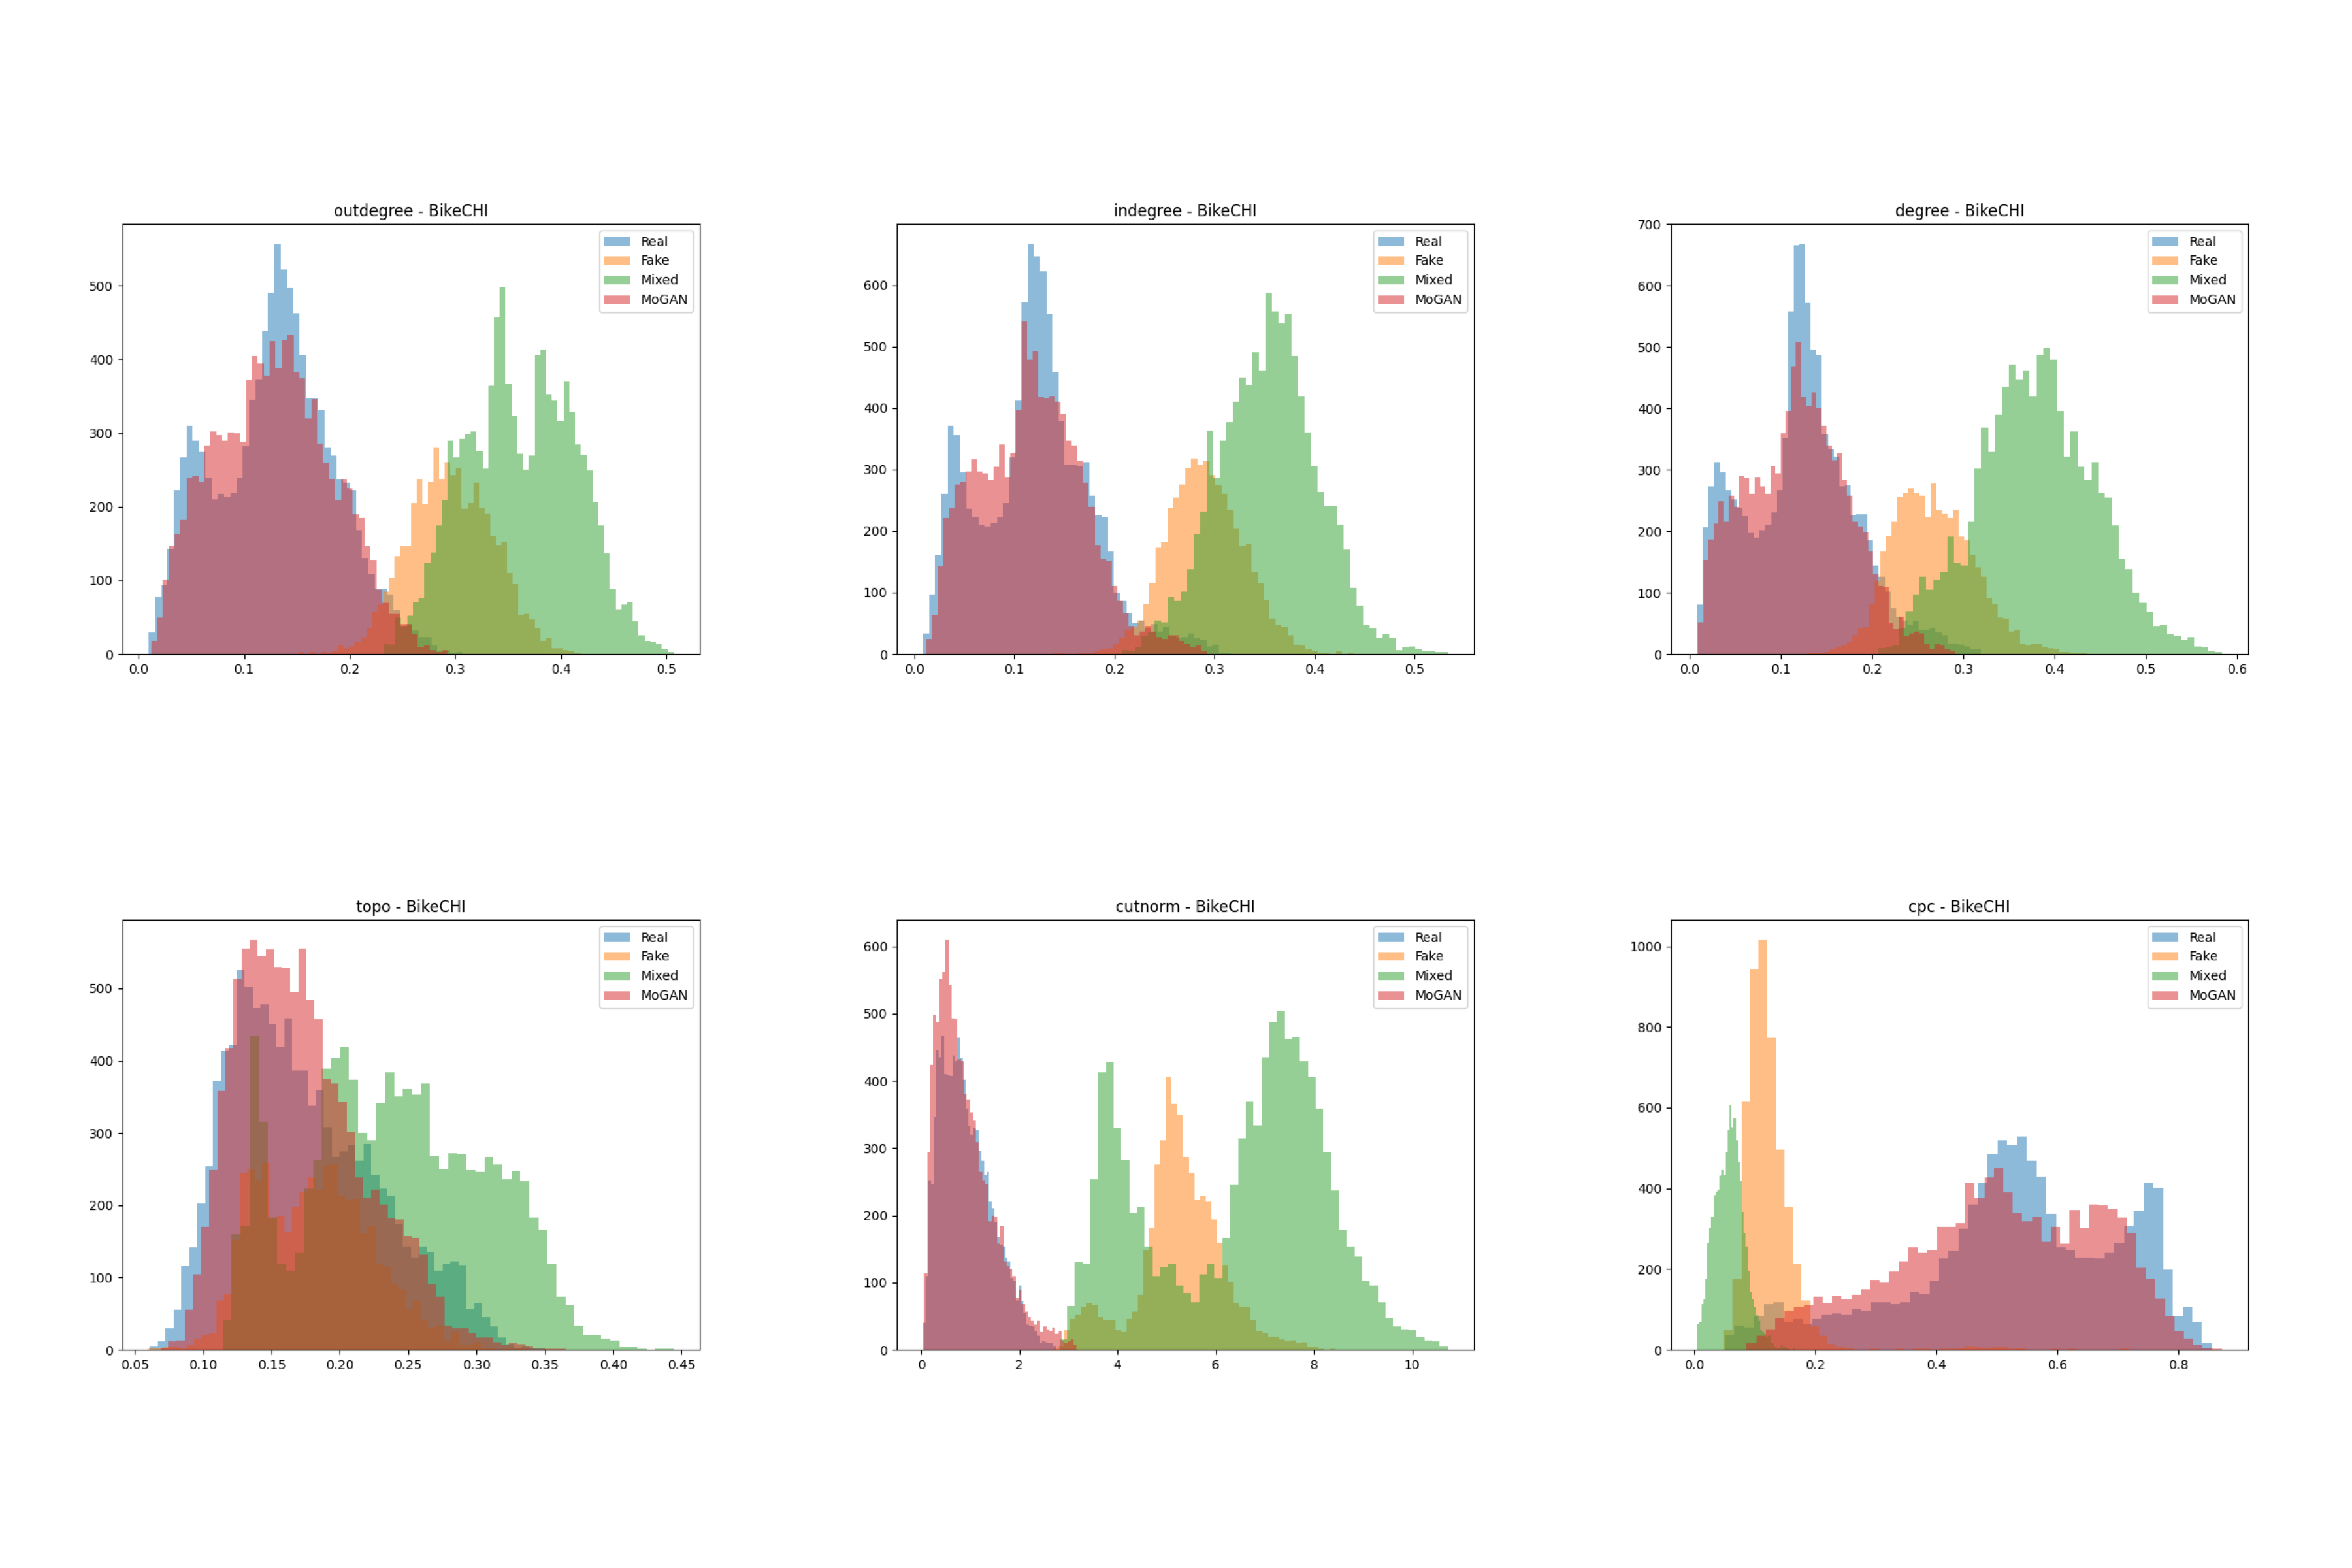 outdegree - BikeCHI
500
400
300
200
100
0
0.0 0.1 0.2 0.3 0.4 0.5
Real
Fake
Mixed
MoGAN
indegree - BikeCHI
600
500
400
300
200
100
0
0.0 0.1 0.2 0.3 0.4 0.5
Real
Fake
Mixed
MoGAN
degree - BikeCHI
700
600
500
400
300
200
100
0
0.0 0.1 0.2 0.3 0.4 0.5 0.6
Real
Fake
Mixed
MoGAN
topo - BikeCHI
500
400
300
200
100
0
0.05 0.10 0.15 0.20 0.25 0.30 0.35 0.40 0.45
Real
Fake
Mixed
MoGAN
cutnorm - BikeCHI
600
500
400
300
200
100
0
0 2 4 6 8 10
Real
Fake
Mixed
MoGAN
cpc - BikeCHI
1000
800
600
400
200
0
0.0 0.2 0.4 0.6 0.8
Real
Fake
Mixed
MoGAN